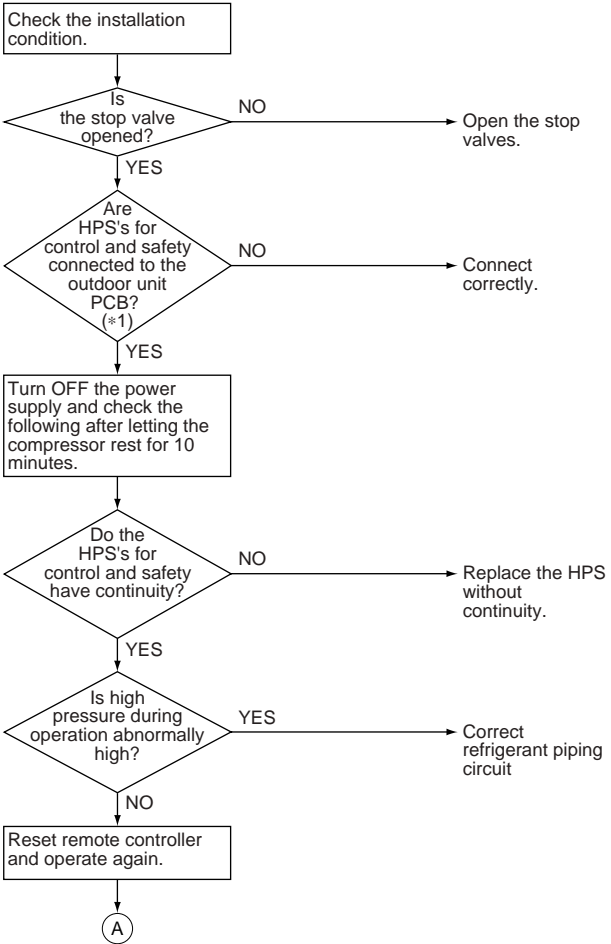 Check the installation
condition.
Is
the stop valve
opened?
NO
Open the stop
valves.
YES
Are
HPS's for
control and safety
connected to the
outdoor unit
PCB?
(*1)
NO
Connect
correctly.
YES
Turn OFF the power
supply and check the
following after letting the
compressor rest for 10
minutes.
Do the
HPS's for
control and safety
have continuity?
NO
Replace the HPS
without
continuity.
YES
Is high
pressure during
operation abnormally
high?
YES
Correct
refrigerant piping
circuit
NO
Reset remote controller
and operate again.
A